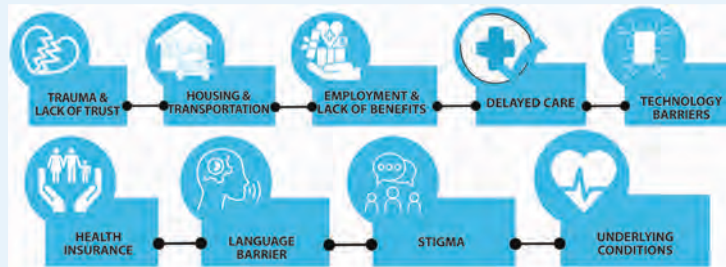 TRAUMA &
LACK OF TRUST
HOUSING &
TRANSPORTATION
EMPLOYMENT &
LACK OF BENEFITS
DELAYED CARE
TECHNOLOGY
BARRIERS
HEALTH
INSURANCE
LANGUAGE
BARRIER
STIGMA
UNDERLYING
CONDITIONS